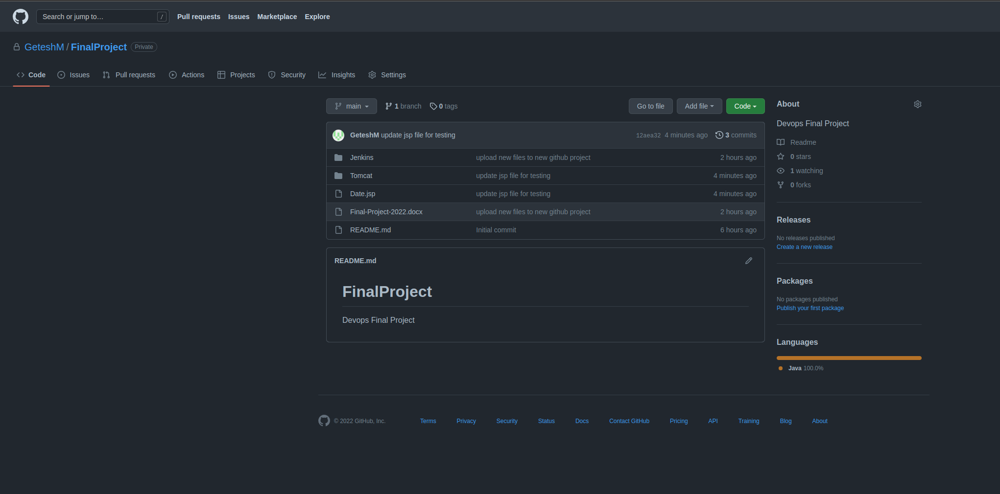 Search or jump to… /
Pull requests Issues Marketplace Explore
GeteshM / FinalProject Private
Code Issues Pull requests Actions Projects Security Insights Settings
main 1 branch 0 tags Go to file Add file Code
GeteshM update jsp file for testing 12aea32 4 minutes ago 3 commits
Jenkins upload new files to new github project 2 hours ago
Tomcat update jsp file for testing 4 minutes ago
Date.jsp update jsp file for testing 4 minutes ago
Final-Project-2022.docx upload new files to new github project 2 hours ago
README.md Initial commit 6 hours ago
README.md
FinalProject
Devops Final Project
About
Devops Final Project
Readme
0 stars
1 watching
0 forks
Releases
No releases published
Create a new release
Packages
No packages published
Publish your first package
Languages
Java 100.0%
© 2022 GitHub, Inc. Terms Privacy Security Status Docs Contact GitHub Pricing API Training Blog About